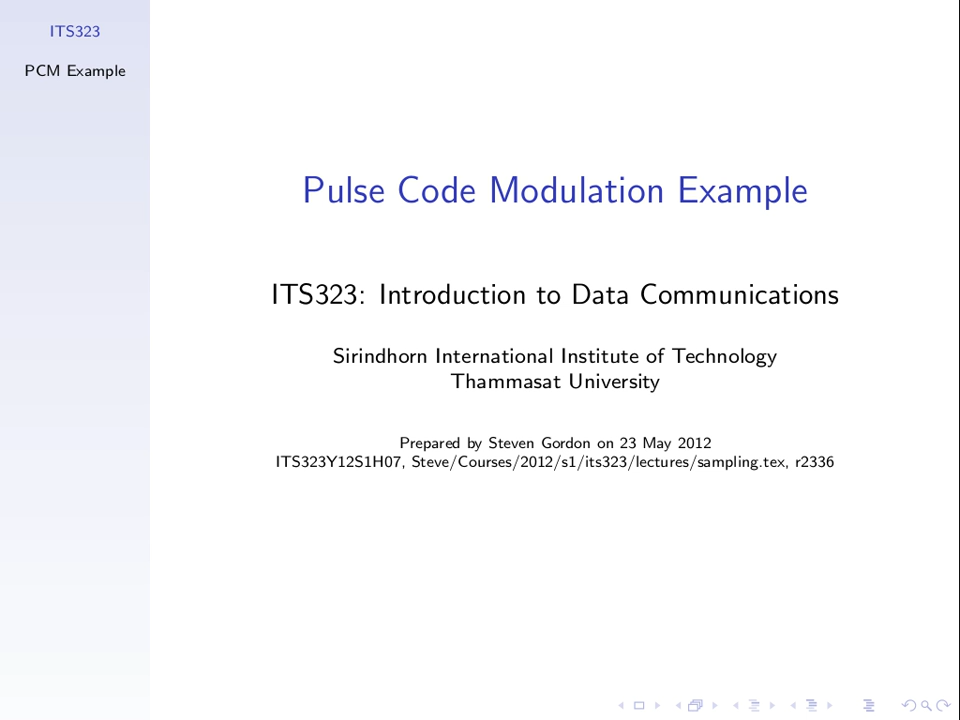 ITS323
PCM Example
Pulse Code Modulation Example
ITS323: Introduction to Data Communications
Sirindhorn International Institute of Technology
Thammasat University
Prepared by Steven Gordon on 23 May 2012
ITS323Y12S1H07, Steve/Courses/2012/s1/its323/lectures/sampling.tex, r2336